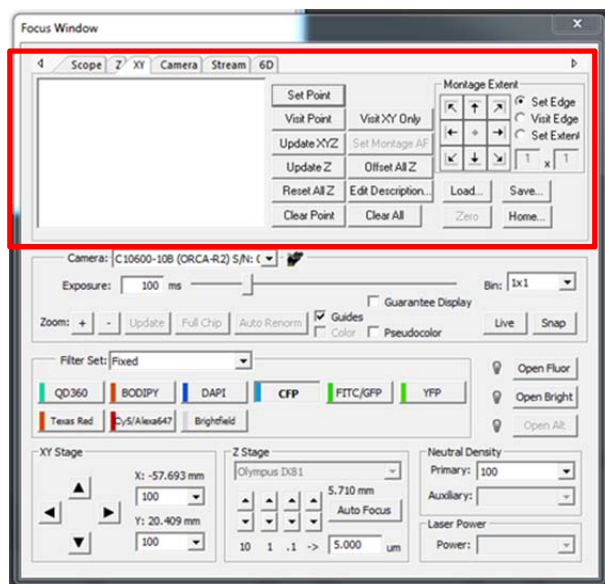 Focus Window
x
Scope Z XY Camera Stream 6D
Montage Extent
Set Point
Set Edge
Visit Point Visit XY Only
Visit Edge
Update XYZ Set Montage AF
Set Extent
Update Z Offset All Z
1 x 1
Reset All Z Edit Description... Load... Save...
Clear Point Clear All Zero Home...
Camera: C10600-10B (ORCA-R2) S/N: (
Exposure: 100 ms
Bin: 1x1
Guarantee Display
Zoom: + - Update Full Chip Auto Renorm Guides
Color Pseudocolor
Live Snap
Filter Set: Fixed
Open Fluor
QD360 BODIPY DAPI CFP FITC/GFP YFP
Open Bright
Texas Red Cy5/Alexa647 Brightfield
Open Alt
XY Stage
X: -57.693 mm
100
Y: 20.409 mm
100
Z Stage
Olympus IX81
5.710 mm
Auto Focus
10 1 .1 -> 5.000 um
Neutral Density
Primary: 100
Auxiliary:
Laser Power
Power: